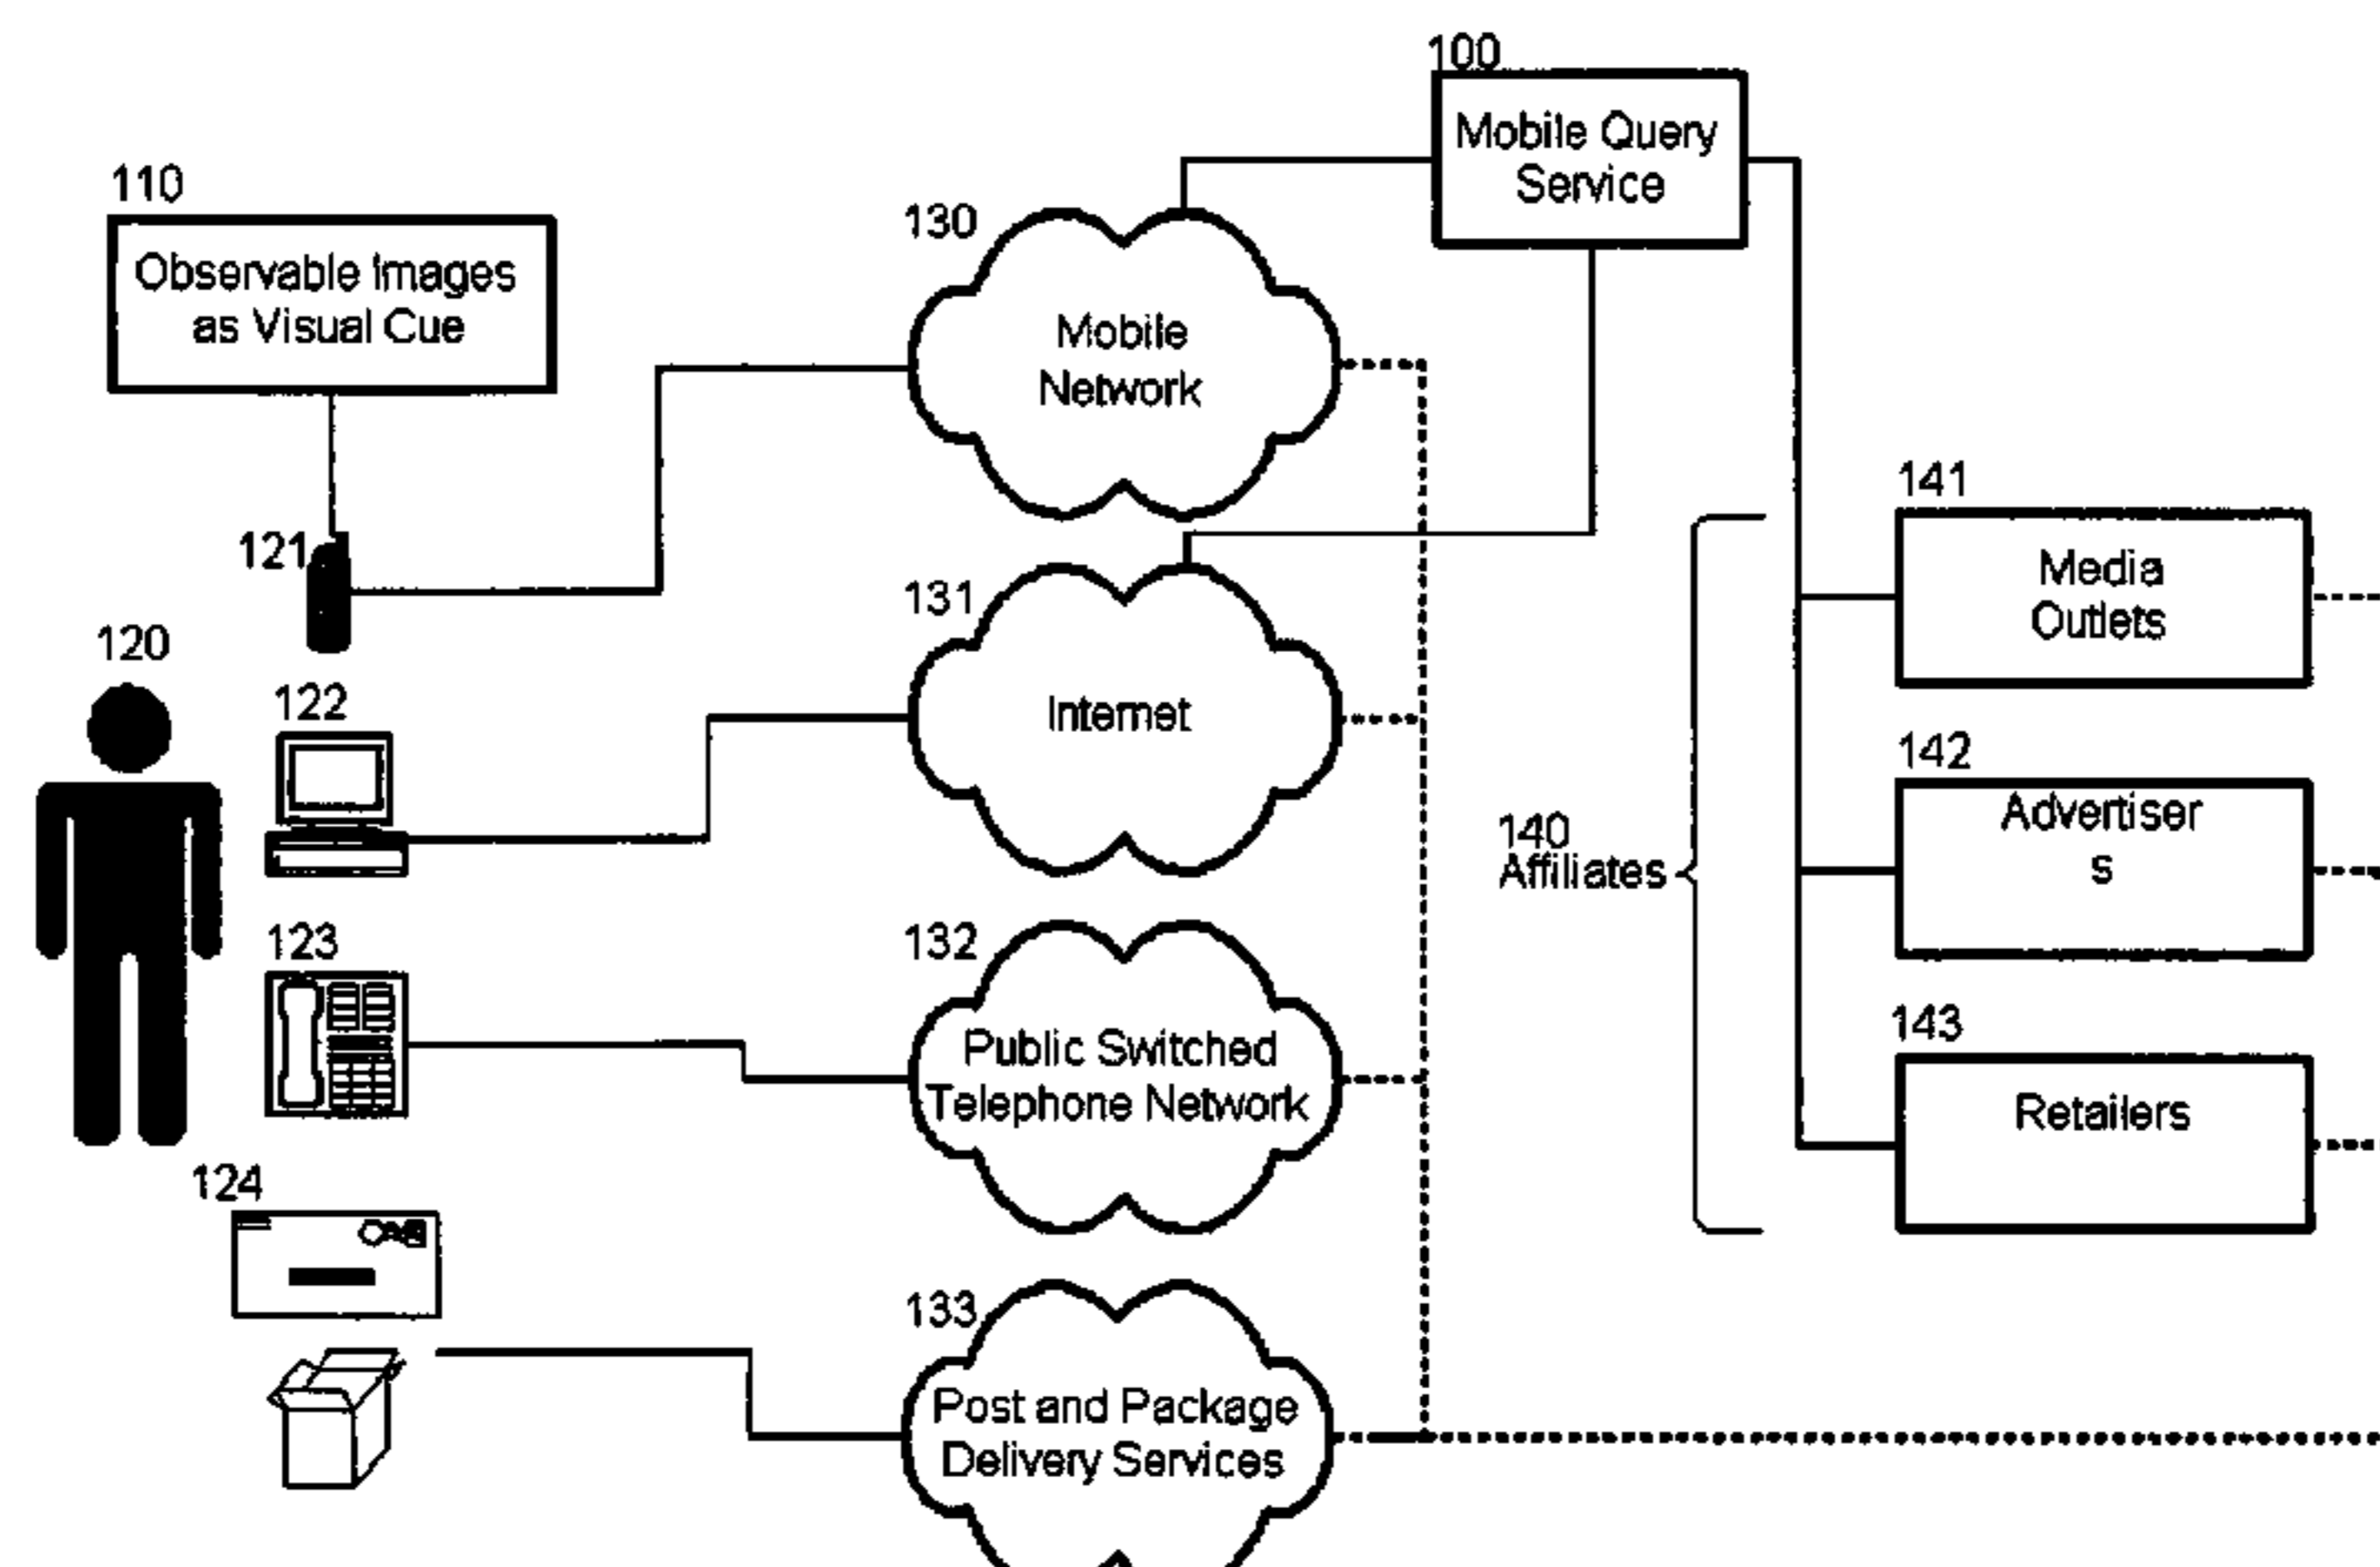 100
Mobile Query
Service
110
Observable Images
as Visual Cue
130
Mobile
Network
121
131
Internet
120
122
141
Media
Outlets
142
Advertiser
s
140
Affiliates
123
132
Public Switched
Telephone Network
143
Retailers
124
133
Post and Package
Delivery Services